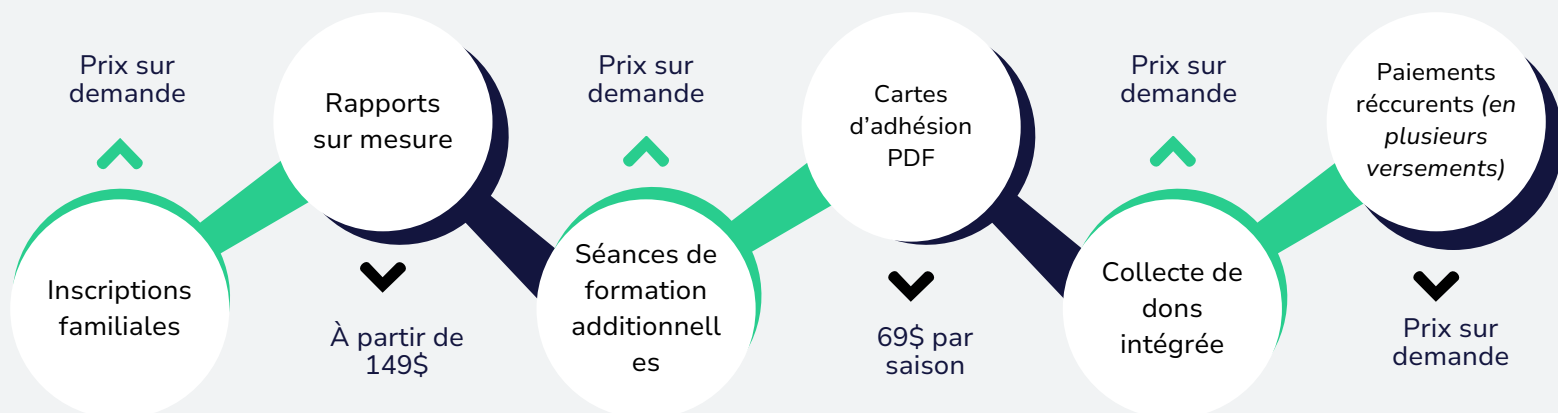 Prix sur
demande
Inscriptions
familiales
Rapports
sur mesure
À partir de
149$
Prix sur
demande
Séances de
formation
additionnell
es
Cartes
d’adhésion
PDF
69$ par
saison
Prix sur
demande
Collecte de
dons
intégrée
Paiements
réccurents (en
plusieurs
versements)
Prix sur
demande